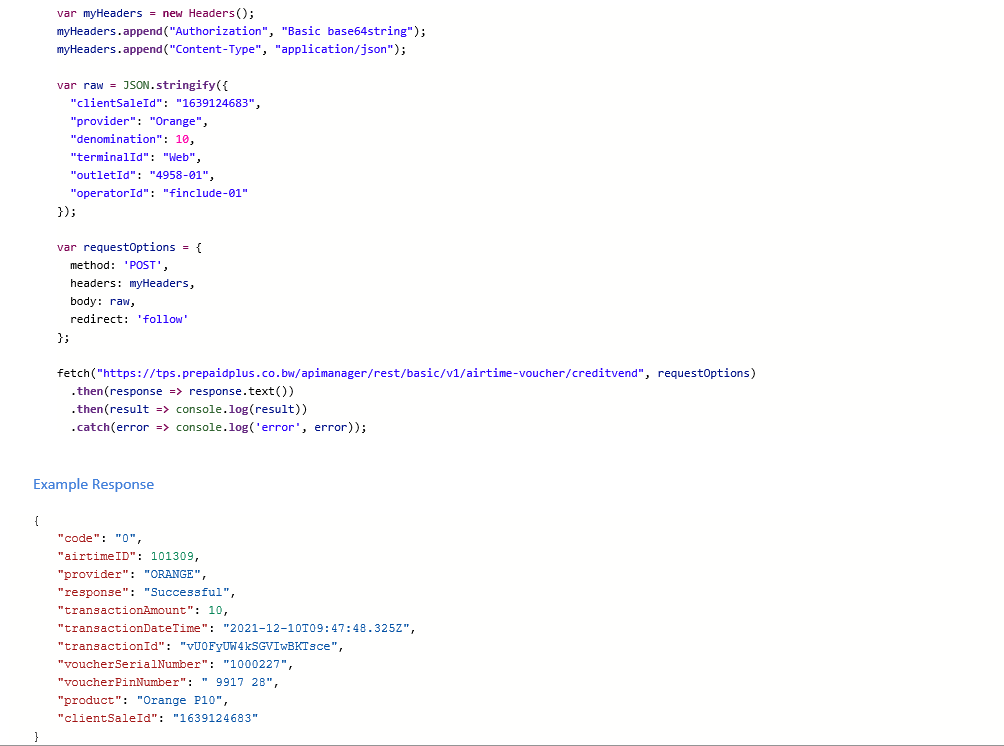 var myHeaders = new Headers();
myHeaders.append("Authorization", "Basic base64string");
myHeaders.append("Content-Type", "application/json");
var raw = JSON.stringify({
"clientSaleId": "1639124683",
"provider": "Orange",
"denomination": 10,
"terminalId": "Web",
"outletId": "4958-01",
"operatorId": "finclude-01"
});
var requestOptions = {
method: 'POST',
headers: myHeaders,
body: raw,
redirect: 'follow'
};
fetch("https://tps.prepaidplus.co.bw/apimanager/rest/basic/v1/airtime-voucher/creditvend", requestOptions)
.then(response => response.text())
.then(result => console.log(result))
.catch(error => console.log('error', error));
Example Response
{
"code": "0",
"airtimeID": 101309,
"provider": "ORANGE",
"response": "Successful",
"transactionAmount": 10,
"transactionDateTime": "2021-12-10T09:47:48.325Z",
"transactionId": "vU0FyUW4kSGVIwBKTsce",
"voucherSerialNumber": "1000227",
"voucherPinNumber": " 9917 28",
"product": "Orange P10",
"clientSaleId": "1639124683"
}